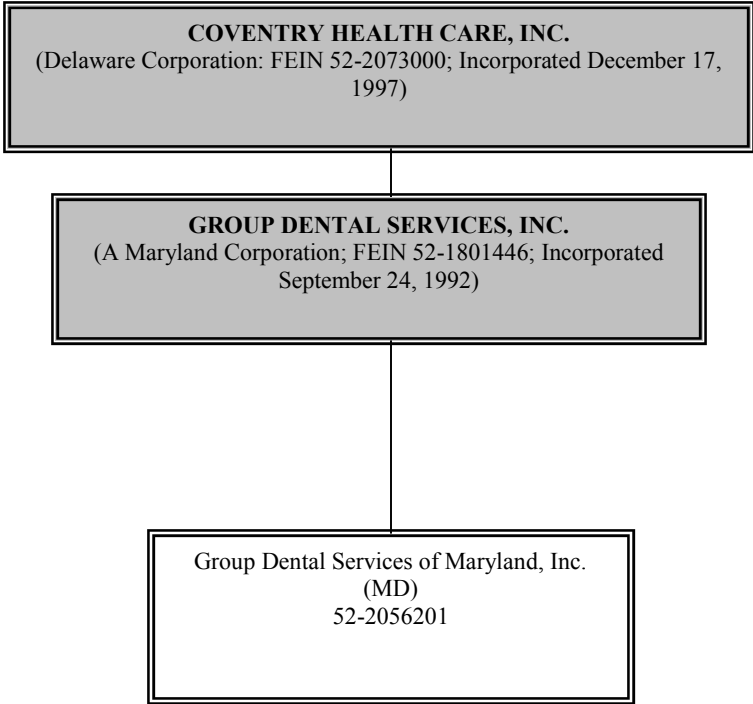 COVENTRY HEALTH CARE, INC.
(Delaware Corporation: FEIN 52-2073000; Incorporated December 17,
1997)
GROUP DENTAL SERVICES, INC.
(A Maryland Corporation; FEIN 52-1801446; Incorporated
September 24, 1992)
Group Dental Services of Maryland, Inc.
(MD)
52-2056201